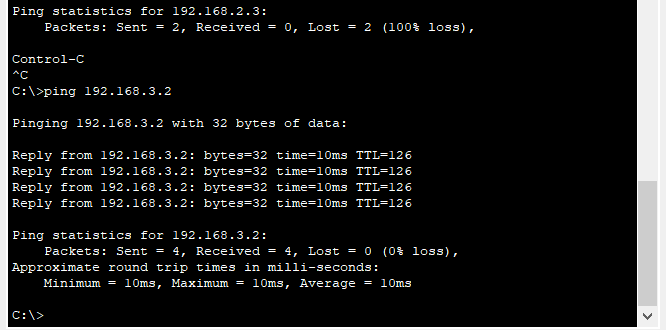 Ping statistics for 192.168.2.3:
    Packets: Sent = 2, Received = 0, Lost = 2 (100% loss),

Control-C
^C
C:\>ping 192.168.3.2

Pinging 192.168.3.2 with 32 bytes of data:

Reply from 192.168.3.2: bytes=32 time=10ms TTL=126
Reply from 192.168.3.2: bytes=32 time=10ms TTL=126
Reply from 192.168.3.2: bytes=32 time=10ms TTL=126
Reply from 192.168.3.2: bytes=32 time=10ms TTL=126

Ping statistics for 192.168.3.2:
    Packets: Sent = 4, Received = 4, Lost = 0 (0% loss),
Approximate round trip times in milli-seconds:
    Minimum = 10ms, Maximum = 10ms, Average = 10ms

C:\>